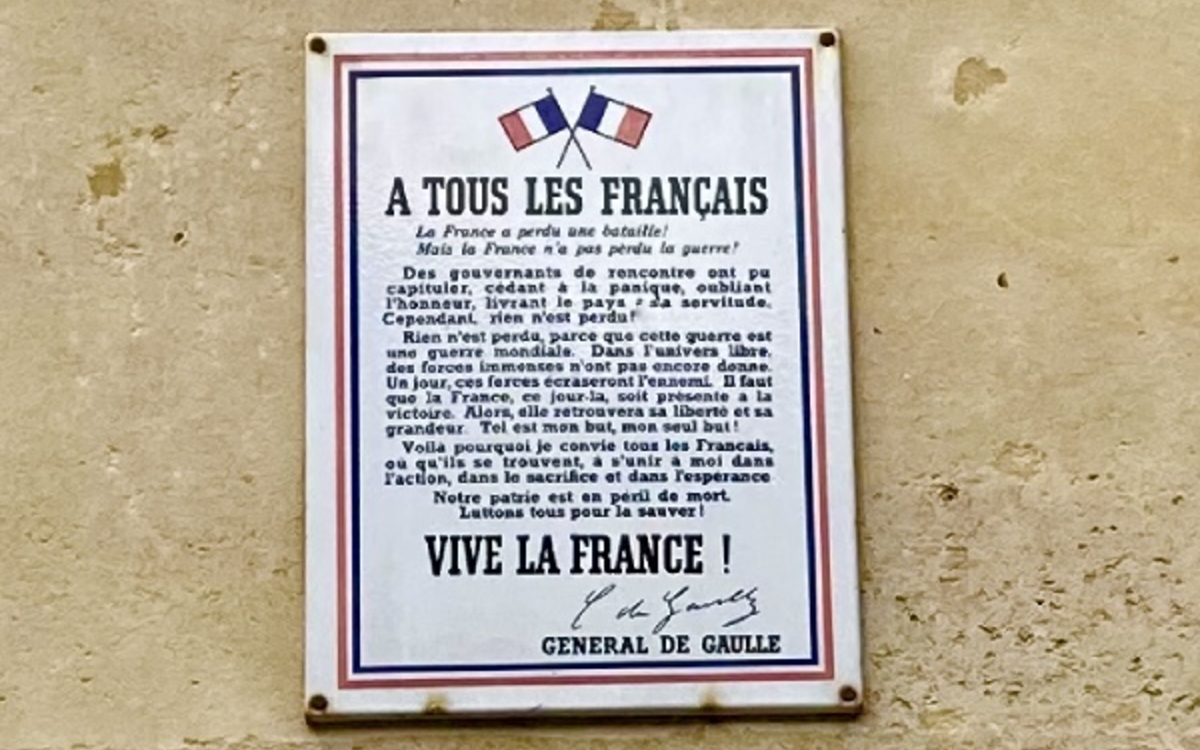 A TOUS LES FRANÇAIS
La France a perdu une bataille!
Mais la France n'a pas perdu la guerre!
Des gouvernants de rencontre ont pu
capituler, cédant à la panique, oubliant
l'honneur, livrant le pays à la servitude.
Cependant, rien n'est perdu!
Rien n'est perdu, parce que cette guerre est
une guerre mondiale. Dans l'univers libre,
des forces immenses n'ont pas encore donné.
Un jour, ces forces écraseront l'ennemi. Il faut
que la France, ce jour-là, soit présente à la
victoire. Alors, elle retrouvera sa liberté et sa
grandeur. Tel est mon but, mon seul but!
Voilà pourquoi je convie tous les Français,
où qu'ils se trouvent, à s'unir à moi dans
l'action, dans le sacrifice et dans l'espérance
Notre patrie est en péril de mort.
Luttons tous pour la sauver!
VIVE LA FRANCE !
C de Gaulle
GENERAL DE GAULLE